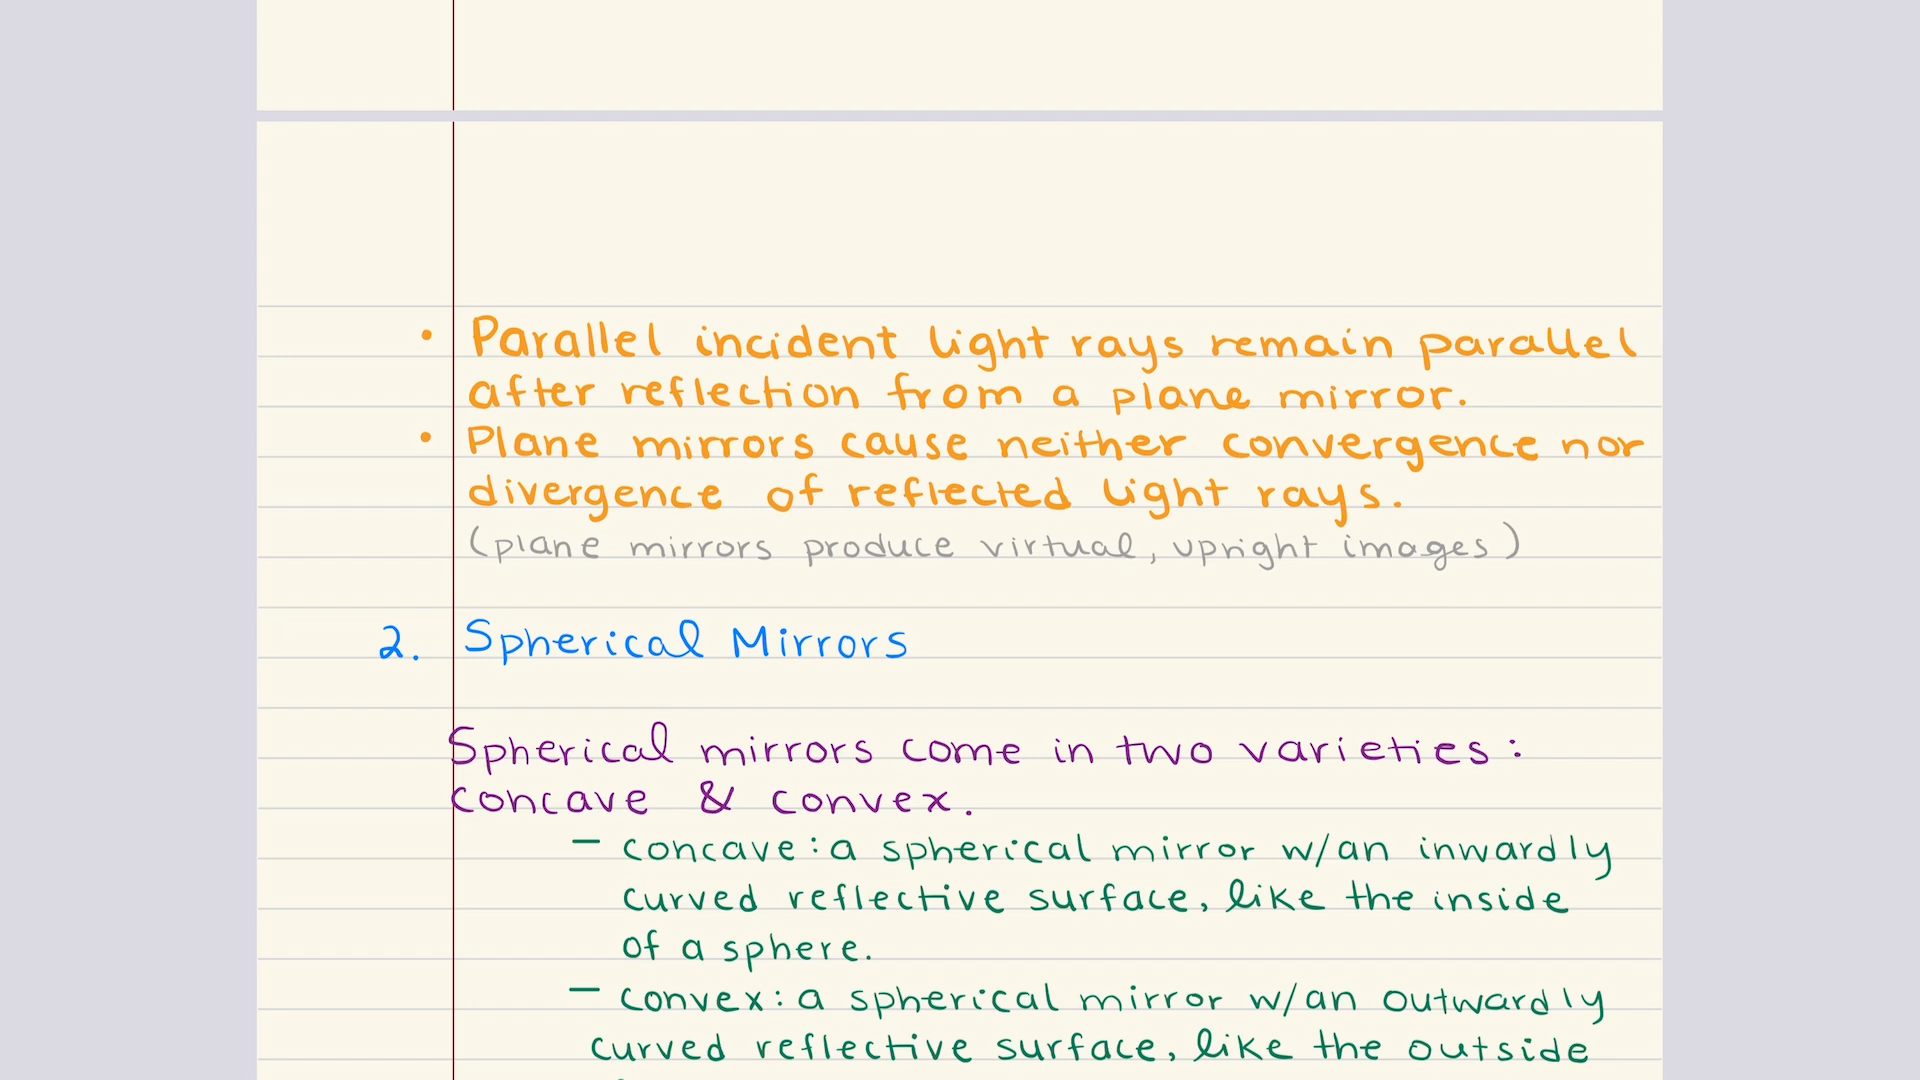 • Parallel incident light rays remain parallel
after reflection from a plane mirror.
• Plane mirrors cause neither convergence nor
divergence of reflected light rays.
(plane mirrors produce virtual, upright images)
2. Spherical Mirrors
Spherical mirrors come in two varieties:
concave & convex.
– concave: a spherical mirror w/an inwardly
curved reflective surface, like the inside
of a sphere.
– convex: a spherical mirror w/an outwardly
curved reflective surface, like the outside